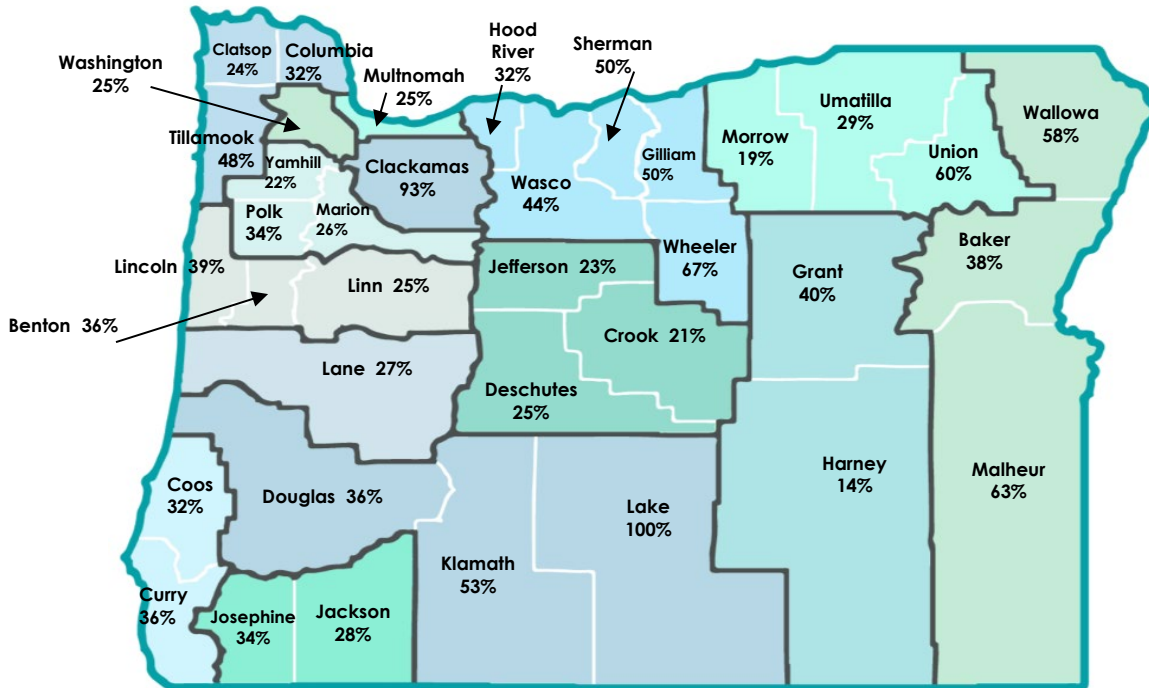 Clatsop
24%
Columbia
32%
Washington
25%
Multnomah
25%
Hood
River
32%
Sherman
50%
Tillamook
48%
Yamhill
22%
Clackamas
93%
Wasco
44%
Gilliam
50%
Morrow
19%
Umatilla
29%
Union
60%
Wallowa
58%
Polk
34%
Marion
26%
Wheeler
67%
Baker
38%
Lincoln 39%
Linn 25%
Jefferson 23%
Grant
40%
Benton 36%
Lane 27%
Crook 21%
Deschutes
25%
Coos
32%
Douglas 36%
Lake
100%
Harney
14%
Malheur
63%
Klamath
53%
Curry
36%
Josephine
34%
Jackson
28%